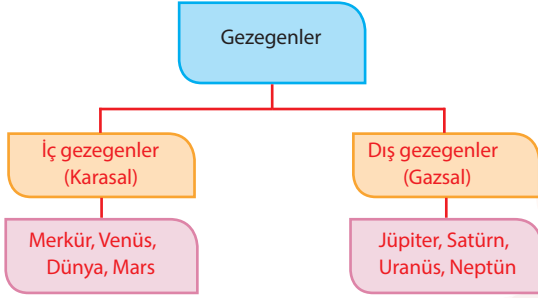 Gezegenler
İç gezegenler
(Karasal)
Merkür, Venüs,
Dünya, Mars
Dış gezegenler
(Gazsal)
Jüpiter, Satürn,
Uranüs, Neptün